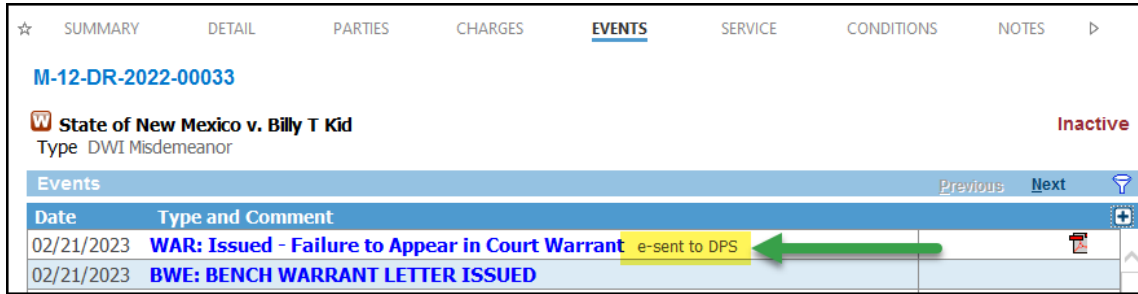 SUMMARY DETAIL PARTIES CHARGES EVENTS SERVICE CONDITIONS NOTES
M-12-DR-2022-00033
W State of New Mexico v. Billy T Kid Inactive
Type DWI Misdemeanor
Events Previous Next
Date Type and Comment
02/21/2023 WAR: Issued - Failure to Appear in Court Warrant e-sent to DPS
02/21/2023 BWE: BENCH WARRANT LETTER ISSUED